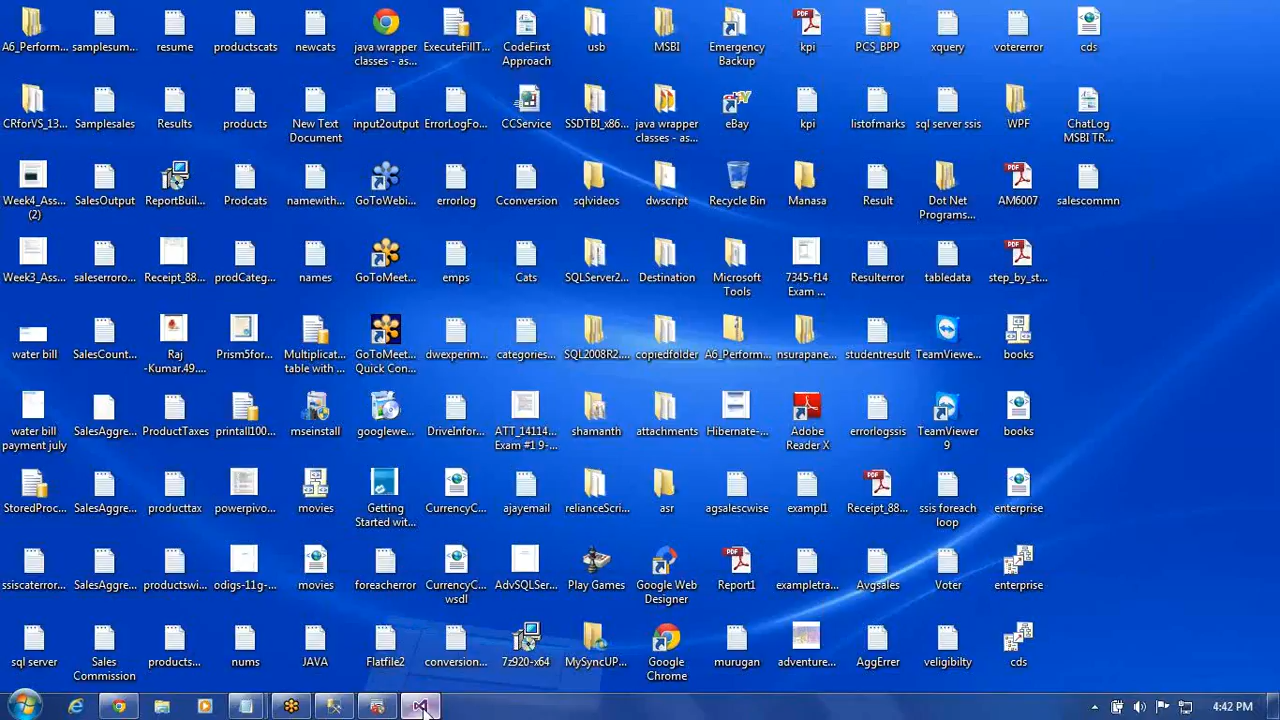 A6_Perform...
samplesum...
resume
productscats
newcats
java wrapper
classes - as...
ExecuteFillT...
CodeFirst
Approach
usb
MSBI
Emergency
Backup
kpi
PCS_BPP
xquery
votererror
cds
CRforVS_13...
Samplesales
Results
products
New Text
Document
input2output
ErrorLogFo...
CCService
SSDTBI_x86...
java wrapper
classes - as...
eBay
kpi
listofmarks
sql server ssis
WPF
ChatLog
MSBI TR...
Week4_Ass...
(2)
SalesOutput
ReportBuil...
Prodcats
namewith...
GoToWebi...
errorlog
Cconversion
sqlvideos
dwscript
Recycle Bin
Manasa
Result
Dot Net
Programs...
AM6007
salescommn
Week3_Ass...
saleserroro...
Receipt_88...
prodCateg...
names
GoToMeet...
emps
Cats
SQLServer2...
Destination
Microsoft
Tools
7345-f14
Exam ...
Resulterror
tabledata
step_by_st...
water bill
SalesCount...
Raj
-Kumar.49....
Prism5for...
Multiplicat...
table with ...
GoToMeet...
Quick Con...
dwexperim...
categories...
SQL2008R2...
copiedfolder
A6_Perform...
nsurapane...
studentresult
TeamViewe...
books
water bill
payment july
SalesAggre...
ProductTaxes
printall100...
mseinstall
googlewe...
DriveInfor...
ATT_14114...
Exam #1 9-...
shamanth
attachments
Hibernate-...
Adobe
Reader X
errorlogssis
TeamViewer
9
books
StoredProc...
SalesAggre...
producttax
powerpivo...
movies
Getting
Started wit...
CurrencyC...
ajayemail
relianceScri...
asr
agsalescwise
exampl1
Receipt_88...
ssis foreach
loop
enterprise
ssiscaterror...
SalesAggre...
productswi...
odigs-11g-...
movies
foreacherror
CurrencyC...
wsdl
AdvSQLSer...
Play Games
Google Web
Designer
Report1
exampletra...
Avgsales
Voter
enterprise
sql server
Sales
Commission
products...
nums
JAVA
Flatfile2
conversion...
7z920-x64
MySyncUP...
Google
Chrome
murugan
adventure...
AggErrer
veligibilty
cds
4:42 PM